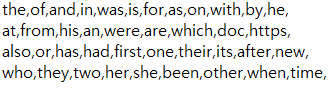 the,of,and,in,was,is,for,as,on,with,by,he,
at,from,his,an,were,are,which,doc,https,
also,or,has,had,first,one,their,its,after,new,
who,they,two,her,she,been,other,when,time,